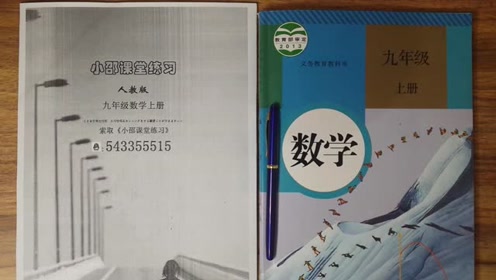 小邵课堂练习
人教版
九年级数学上册
索取《小邵课堂练习》
543355515
教育部审定
2013
义务教育教科书
九年级
上册
数学